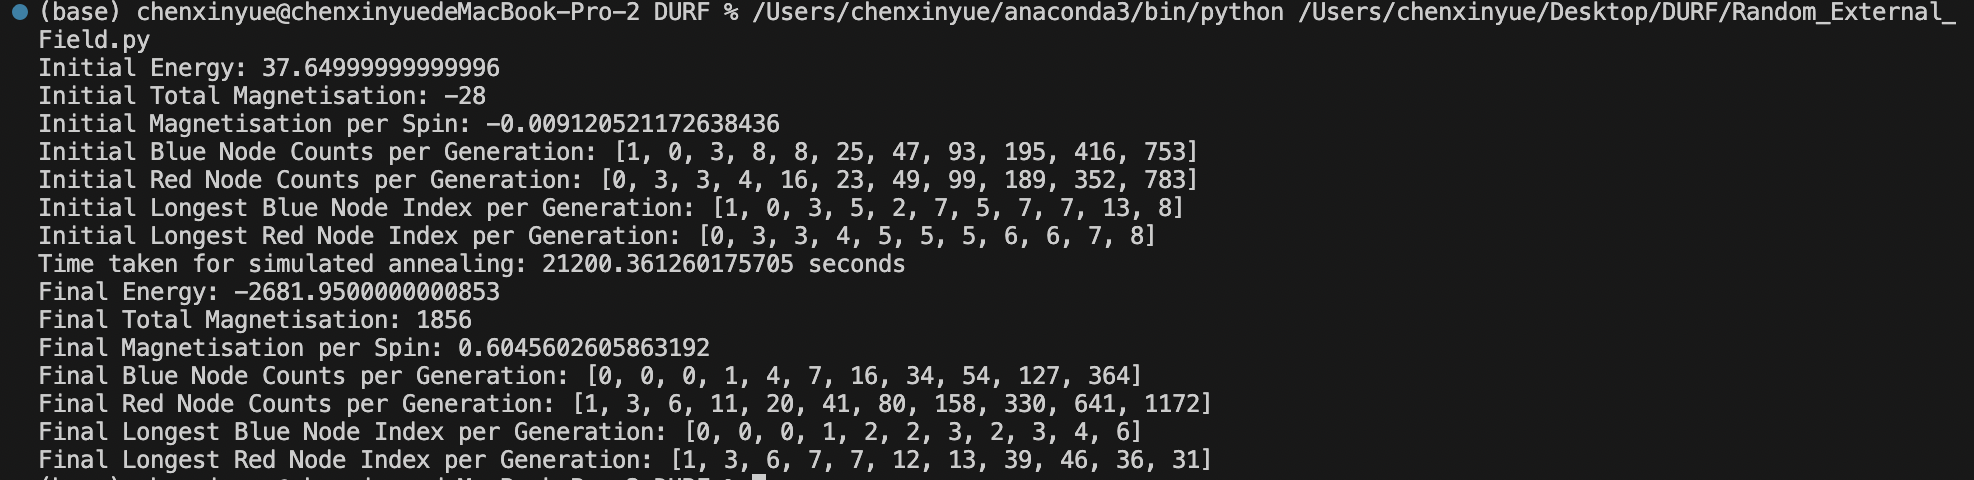 (base) chenxinyue@chenxinyuedeMacBook-Pro-2 DURF % /Users/chenxinyue/anaconda3/bin/python /Users/chenxinyue/Desktop/DURF/Random_External_
Field.py
Initial Energy: 37.64999999999996
Initial Total Magnetisation: -28
Initial Magnetisation per Spin: -0.009120521172638436
Initial Blue Node Counts per Generation: [1, 0, 3, 8, 8, 25, 47, 93, 195, 416, 753]
Initial Red Node Counts per Generation: [0, 3, 3, 4, 16, 23, 49, 99, 189, 352, 783]
Initial Longest Blue Node Index per Generation: [1, 0, 3, 5, 2, 7, 5, 7, 7, 13, 8]
Initial Longest Red Node Index per Generation: [0, 3, 3, 4, 5, 5, 5, 6, 6, 7, 8]
Time taken for simulated annealing: 21200.361260175705 seconds
Final Energy: -2681.9500000000853
Final Total Magnetisation: 1856
Final Magnetisation per Spin: 0.6045602605863192
Final Blue Node Counts per Generation: [0, 0, 0, 1, 4, 7, 16, 34, 54, 127, 364]
Final Red Node Counts per Generation: [1, 3, 6, 11, 20, 41, 80, 158, 330, 641, 1172]
Final Longest Blue Node Index per Generation: [0, 0, 0, 1, 2, 2, 3, 2, 3, 4, 6]
Final Longest Red Node Index per Generation: [1, 3, 6, 7, 7, 12, 13, 39, 46, 36, 31]